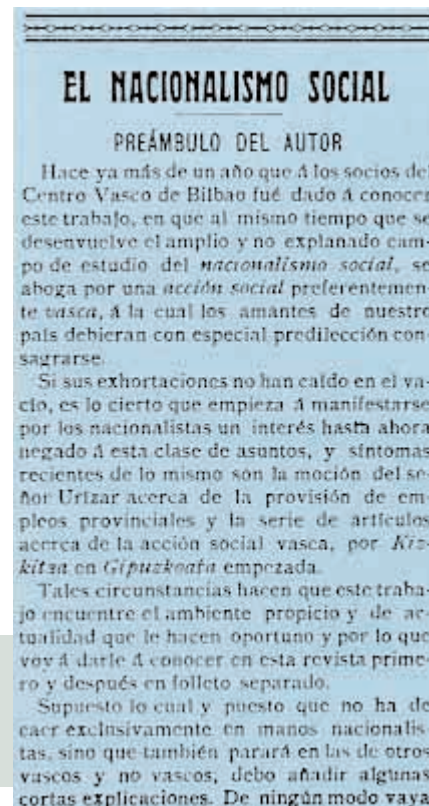 EL NACIONALISMO SOCIAL
PREÁMBULO DEL AUTOR
Hace ya más de un año que á los socios del
Centro Vasco de Bilbao fué dado á conocer
este trabajo, en que al mismo tiempo que se
desenvuelve el amplio y no explanado cam-
po de estudio del nacionalismo social, se
aboga por una acción social preferentemen-
te vasca, á la cual los amantes de nuestro
país debieran con especial predilección con-
sagrarse.
Si sus exhortaciones no han caído en el va-
cío, es lo cierto que empieza á manifestarse
por los nacionalistas un interés hasta ahora
negado á esta clase de asuntos, y síntomas
recientes de lo mismo son la moción del se-
ñor Urízar acerca de la provisión de em-
pleos provinciales y la serie de artículos
acerca de la acción social vasca, por Kiz-
kitza en Gipuzkoara empezada.
Tales circunstancias hacen que este traba-
jo encuentre el ambiente propicio y de ac-
tualidad que le hacen oportuno y por lo que
voy á darle á conocer en esta revista prime-
ro y después en folleto separado.
Supuesto lo cual y puesto que no ha de
caer exclusivamente en manos nacionalis-
tas, sino que también parará en las de otros
vascos y no vascos, debo añadir algunas
cortas explicaciones. De ningún modo vaya